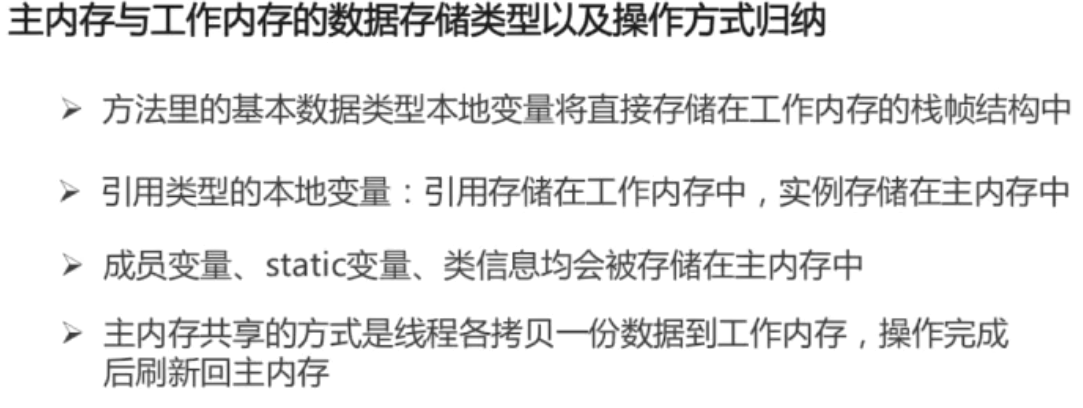 主内存与工作内存的数据存储类型以及操作方式归纳
➢ 方法里的基本数据类型本地变量将直接存储在工作内存的栈帧结构中
➢ 引用类型的本地变量：引用存储在工作内存中，实例存储在主内存中
➢ 成员变量、static变量、类信息均会被存储在主内存中
➢ 主内存共享的方式是线程各拷贝一份数据到工作内存，操作完成
后刷新回主内存